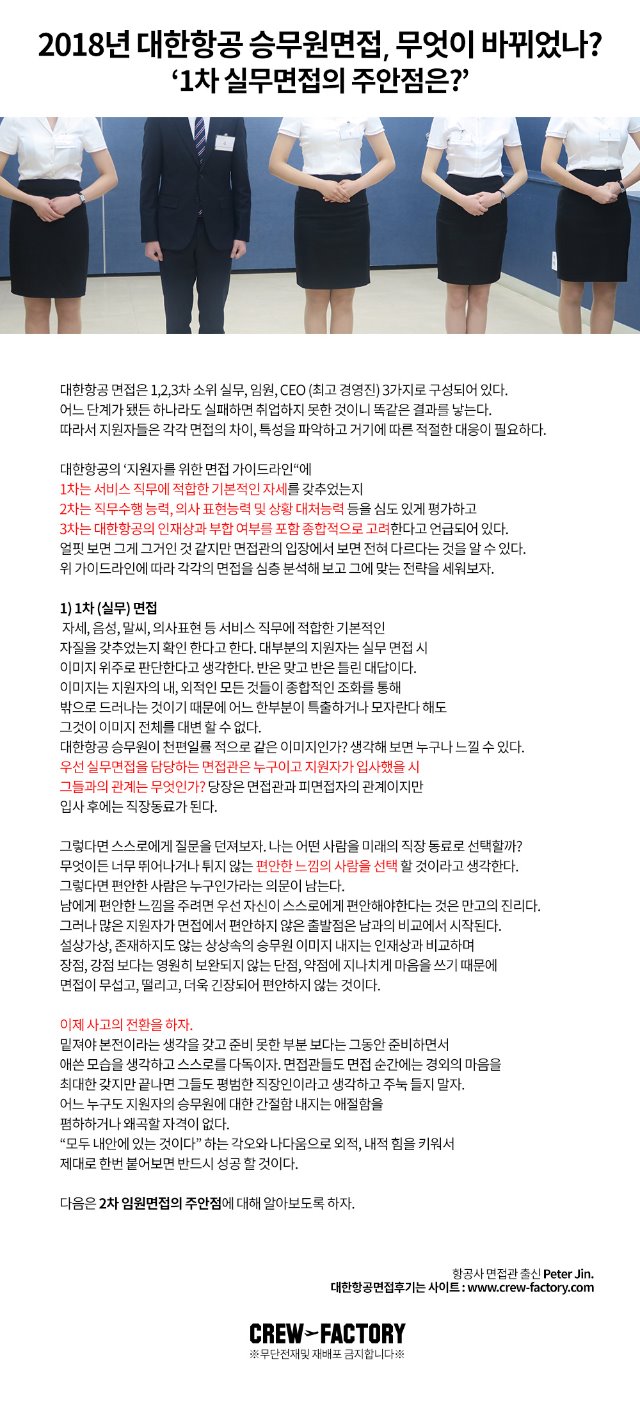 2018년 대한항공 승무원면접, 무엇이 바뀌었나?
‘1차 실무면접의 주안점은?’
대한항공 면접은 1,2,3차 소위 실무, 임원, CEO (최고 경영진) 3가지로 구성되어 있다.
어느 단계가 됐든 하나라도 실패하면 취업하지 못한 것이니 똑같은 결과를 낳는다.
따라서 지원자들은 각각 면접의 차이, 특성을 파악하고 거기에 따른 적절한 대응이 필요하다.
대한항공의 ‘지원자를 위한 면접 가이드라인“에
1차는 서비스 직무에 적합한 기본적인 자세를 갖추었는지
2차는 직무수행 능력, 의사 표현능력 및 상황 대처능력 등을 심도 있게 평가하고
3차는 대한항공의 인재상과 부합 여부를 포함 종합적으로 고려한다고 언급되어 있다.
얼핏 보면 그게 그거인 것 같지만 면접관의 입장에서 보면 전혀 다르다는 것을 알 수 있다.
위 가이드라인에 따라 각각의 면접을 심층 분석해 보고 그에 맞는 전략을 세워보자.
1) 1차 (실무) 면접
자세, 음성, 말씨, 의사표현 등 서비스 직무에 적합한 기본적인
자질을 갖추었는지 확인 한다고 한다. 대부분의 지원자는 실무 면접 시
이미지 위주로 판단한다고 생각한다. 반은 맞고 반은 틀린 대답이다.
이미지는 지원자의 내, 외적인 모든 것들이 종합적인 조화를 통해
밖으로 드러나는 것이기 때문에 어느 한부분이 특출하거나 모자란다 해도
그것이 이미지 전체를 대변 할 수 없다.
대한항공 승무원이 천편일률 적으로 같은 이미지인가? 생각해 보면 누구나 느낄 수 있다.
우선 실무면접을 담당하는 면접관은 누구이고 지원자가 입사했을 시
그들과의 관계는 무엇인가? 당장은 면접관과 피면접자의 관계이지만
입사 후에는 직장동료가 된다.
그렇다면 스스로에게 질문을 던져보자. 나는 어떤 사람을 미래의 직장 동료로 선택할까?
무엇이든 너무 뛰어나거나 튀지 않는 편안한 느낌의 사람을 선택 할 것이라고 생각한다.
그렇다면 편안한 사람은 누구인가라는 의문이 남는다.
남에게 편안한 느낌을 주려면 우선 자신이 스스로에게 편안해야한다는 것은 만고의 진리다.
그러나 많은 지원자가 면접에서 편안하지 않은 출발점은 남과의 비교에서 시작된다.
설상가상, 존재하지도 않는 상상속의 승무원 이미지 내지는 인재상과 비교하며
장점, 강점 보다는 영원히 보완되지 않는 단점, 약점에 지나치게 마음을 쓰기 때문에
면접이 무섭고, 떨리고, 더욱 긴장되어 편안하지 않는 것이다.
이제 사고의 전환을 하자.
밑져야 본전이라는 생각을 갖고 준비 못한 부분 보다는 그동안 준비하면서
애쓴 모습을 생각하고 스스로를 다독이자. 면접관들도 면접 순간에는 경외의 마음을
최대한 갖지만 끝나면 그들도 평범한 직장인이라고 생각하고 주눅 들지 말자.
어느 누구도 지원자의 승무원에 대한 간절함 내지는 애절함을
폄하하거나 왜곡할 자격이 없다.
“모두 내안에 있는 것이다” 하는 각오와 나다움으로 외적, 내적 힘을 키워서
제대로 한번 붙어보면 반드시 성공 할 것이다.
다음은 2차 임원면접의 주안점에 대해 알아보도록 하자.
항공사 면접관 출신 Peter Jin.
대한항공면접후기는 사이트 : www.crew-factory.com
CREW FACTORY
※무단전재및 재배포 금지합니다※